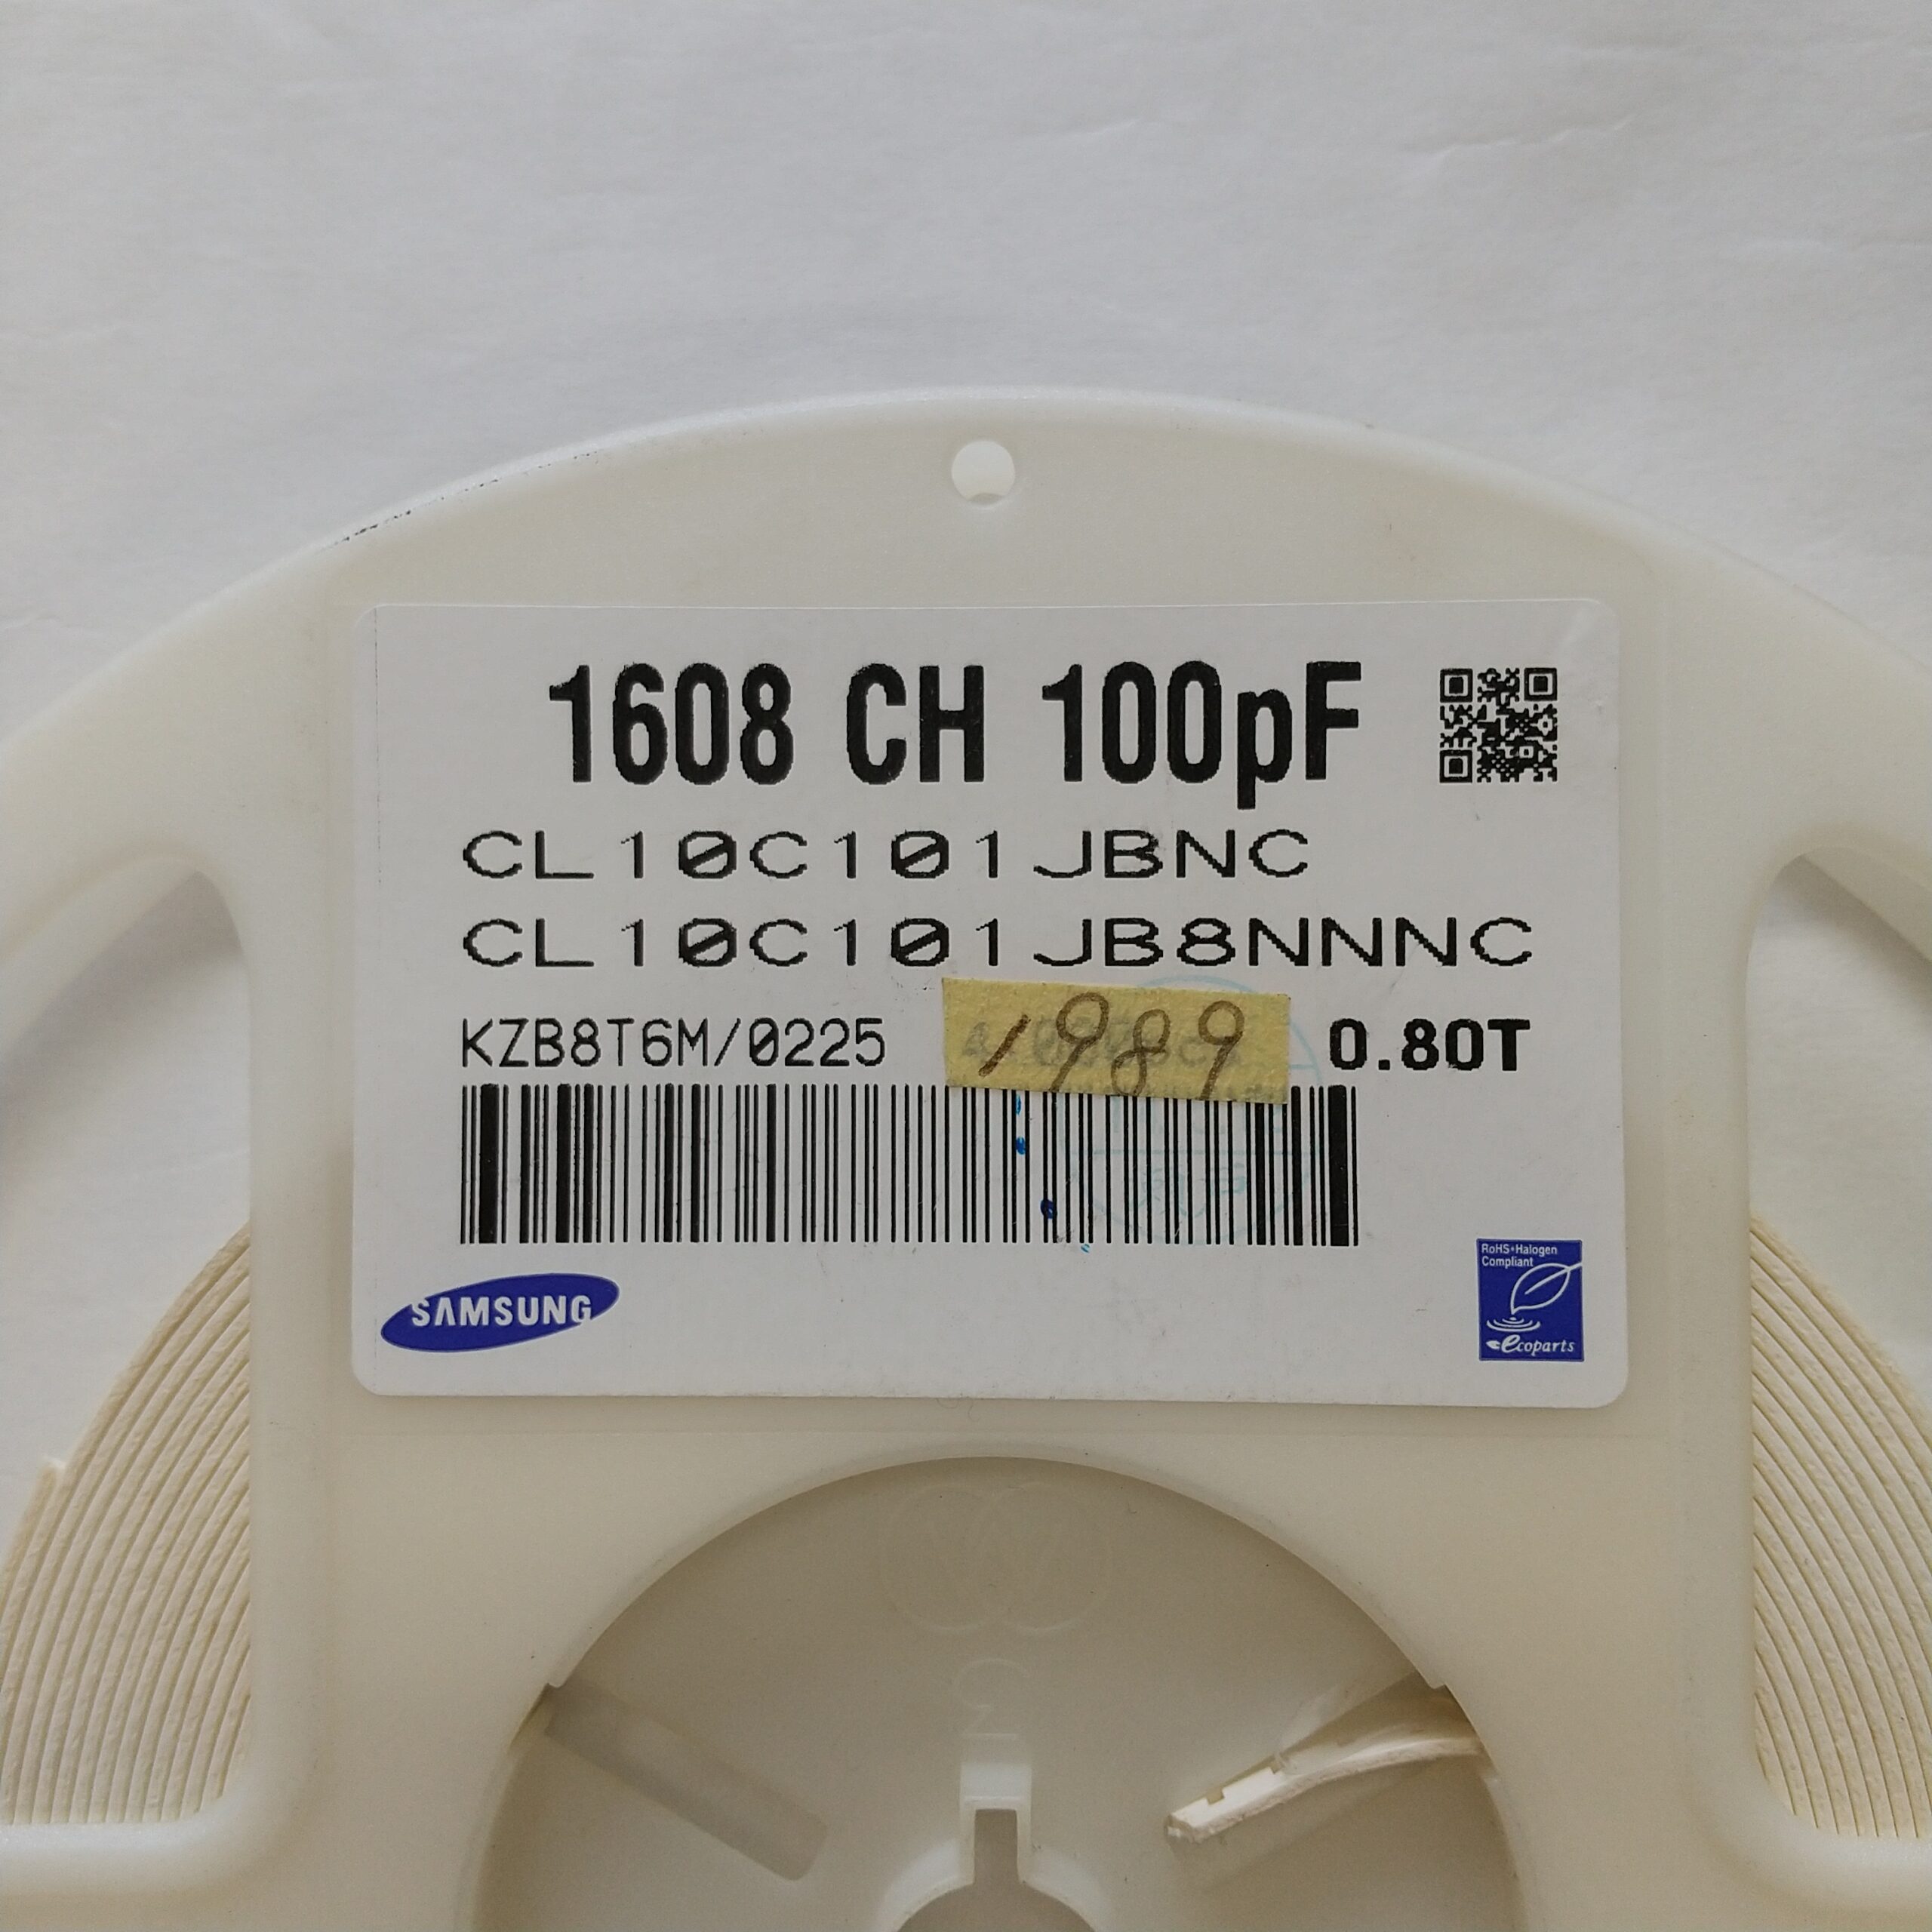 1608 CH 100pF
CL10C101JBNC
CL10C101JB8NNNC
KZB8T6M/0225 1989 0.80T
SAMSUNG
RoHS+Halogen
Compliant
ecoparts